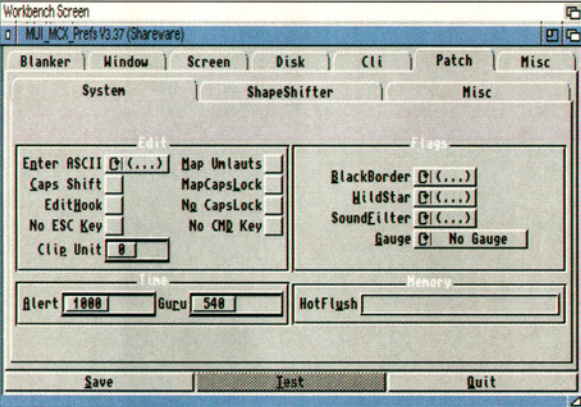 Workbench Screen
MUI_MCX_Prefs V3.37 (Shareware)
Blanker Window Screen Disk Cli Patch Misc
System ShapeShifter Misc
Edit
Enter ASCII (...) Map Umlauts
Caps Shift MapCapsLock
EditHook No CapsLock
No ESC Key No CMD Key
Clip Unit 0
Flags
BlackBorder (...)
WildStar (...)
SoundFilter (...)
Gauge No Gauge
Time
Alert 1000 Guru 540
Memory
HotFlush
Save Test Quit